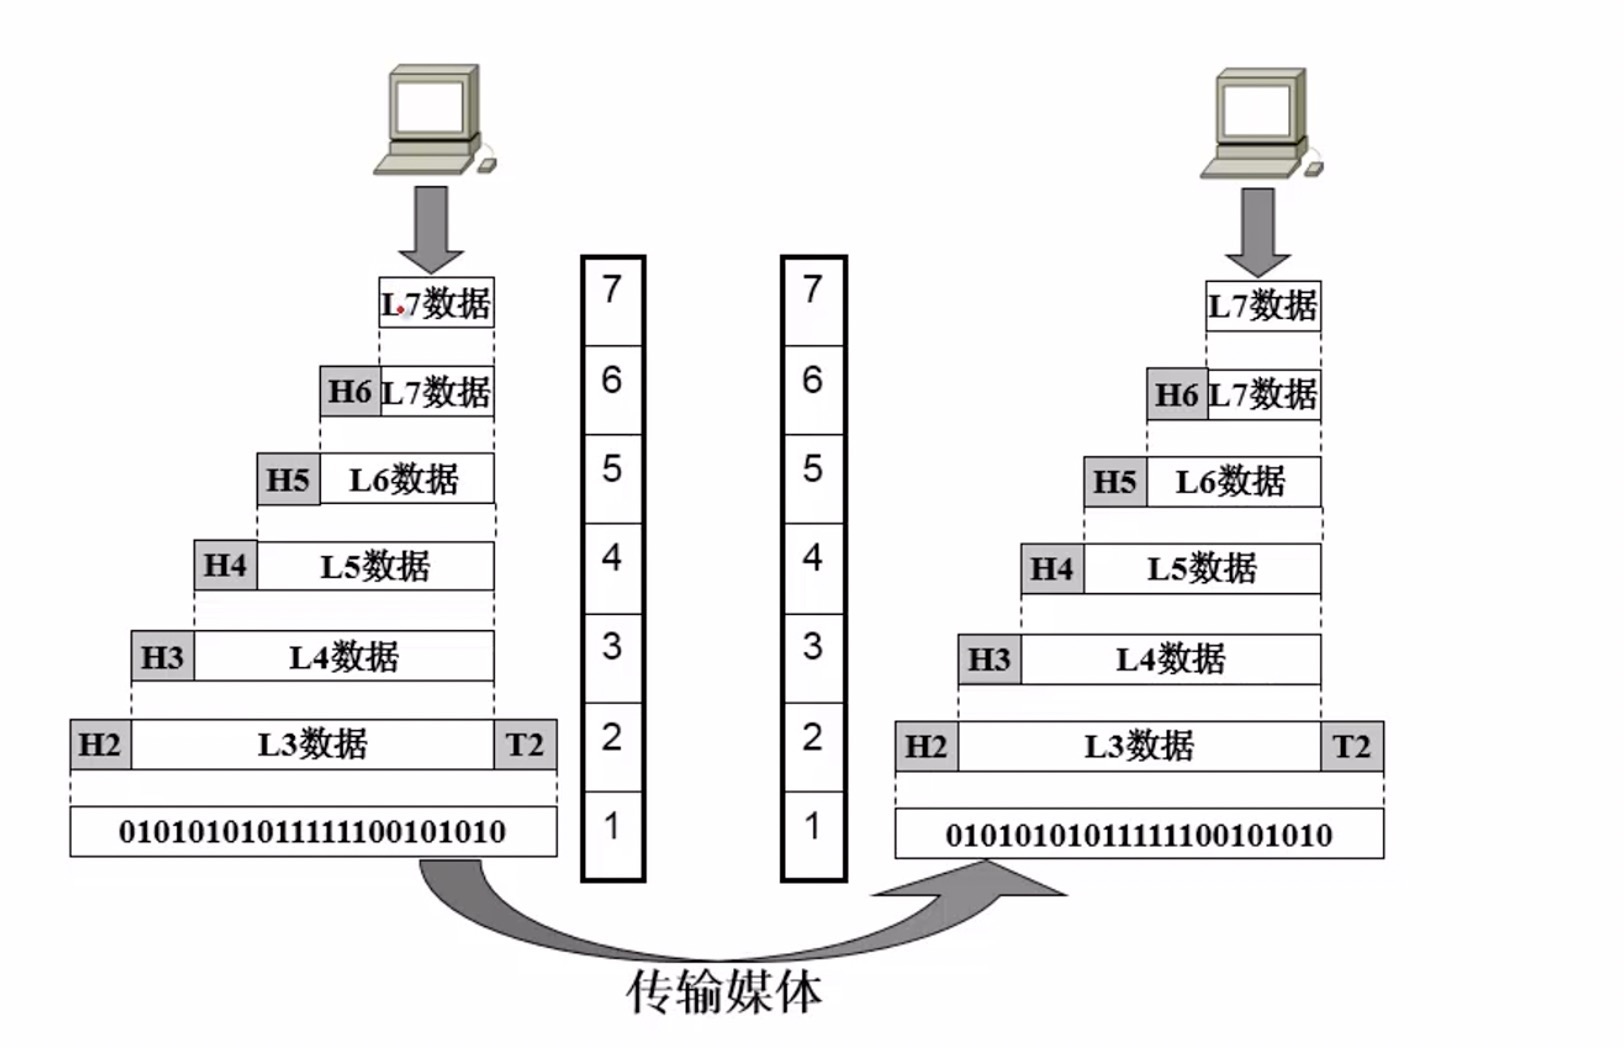 L7数据 7 7 L7数据
H6 L7数据 6 6 H6 L7数据
H5 L6数据 5 5 H5 L6数据
H4 L5数据 4 4 H4 L5数据
H3 L4数据 3 3 H3 L4数据
H2 L3数据 T2 2 2 H2 L3数据 T2
01010101011111100101010 1 1 01010101011111100101010
传输媒体